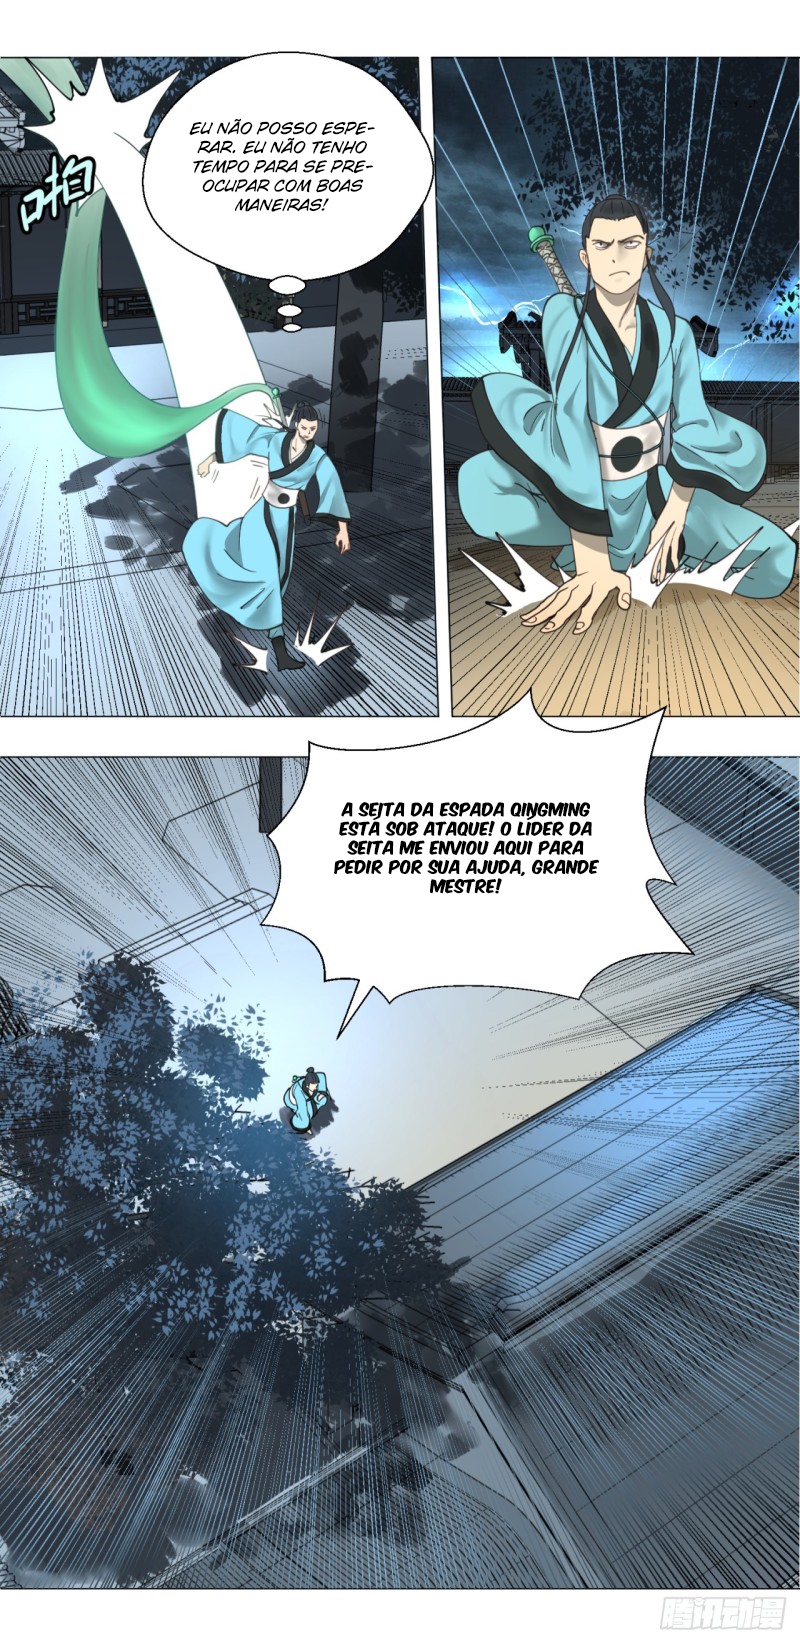 EU NÃO POSSO ESPE-
RAR. EU NÃO TENHO
TEMPO PARA SE PRE-
OCUPAR COM BOAS
MANEIRAS!
啪
A SEITA DA ESPADA QINGMING
ESTÁ SOB ATAQUE! O LÍDER DA
SEITA ME ENVIOU AQUI PARA
PEDIR POR SUA AJUDA, GRANDE
MESTRE!
腾讯动漫